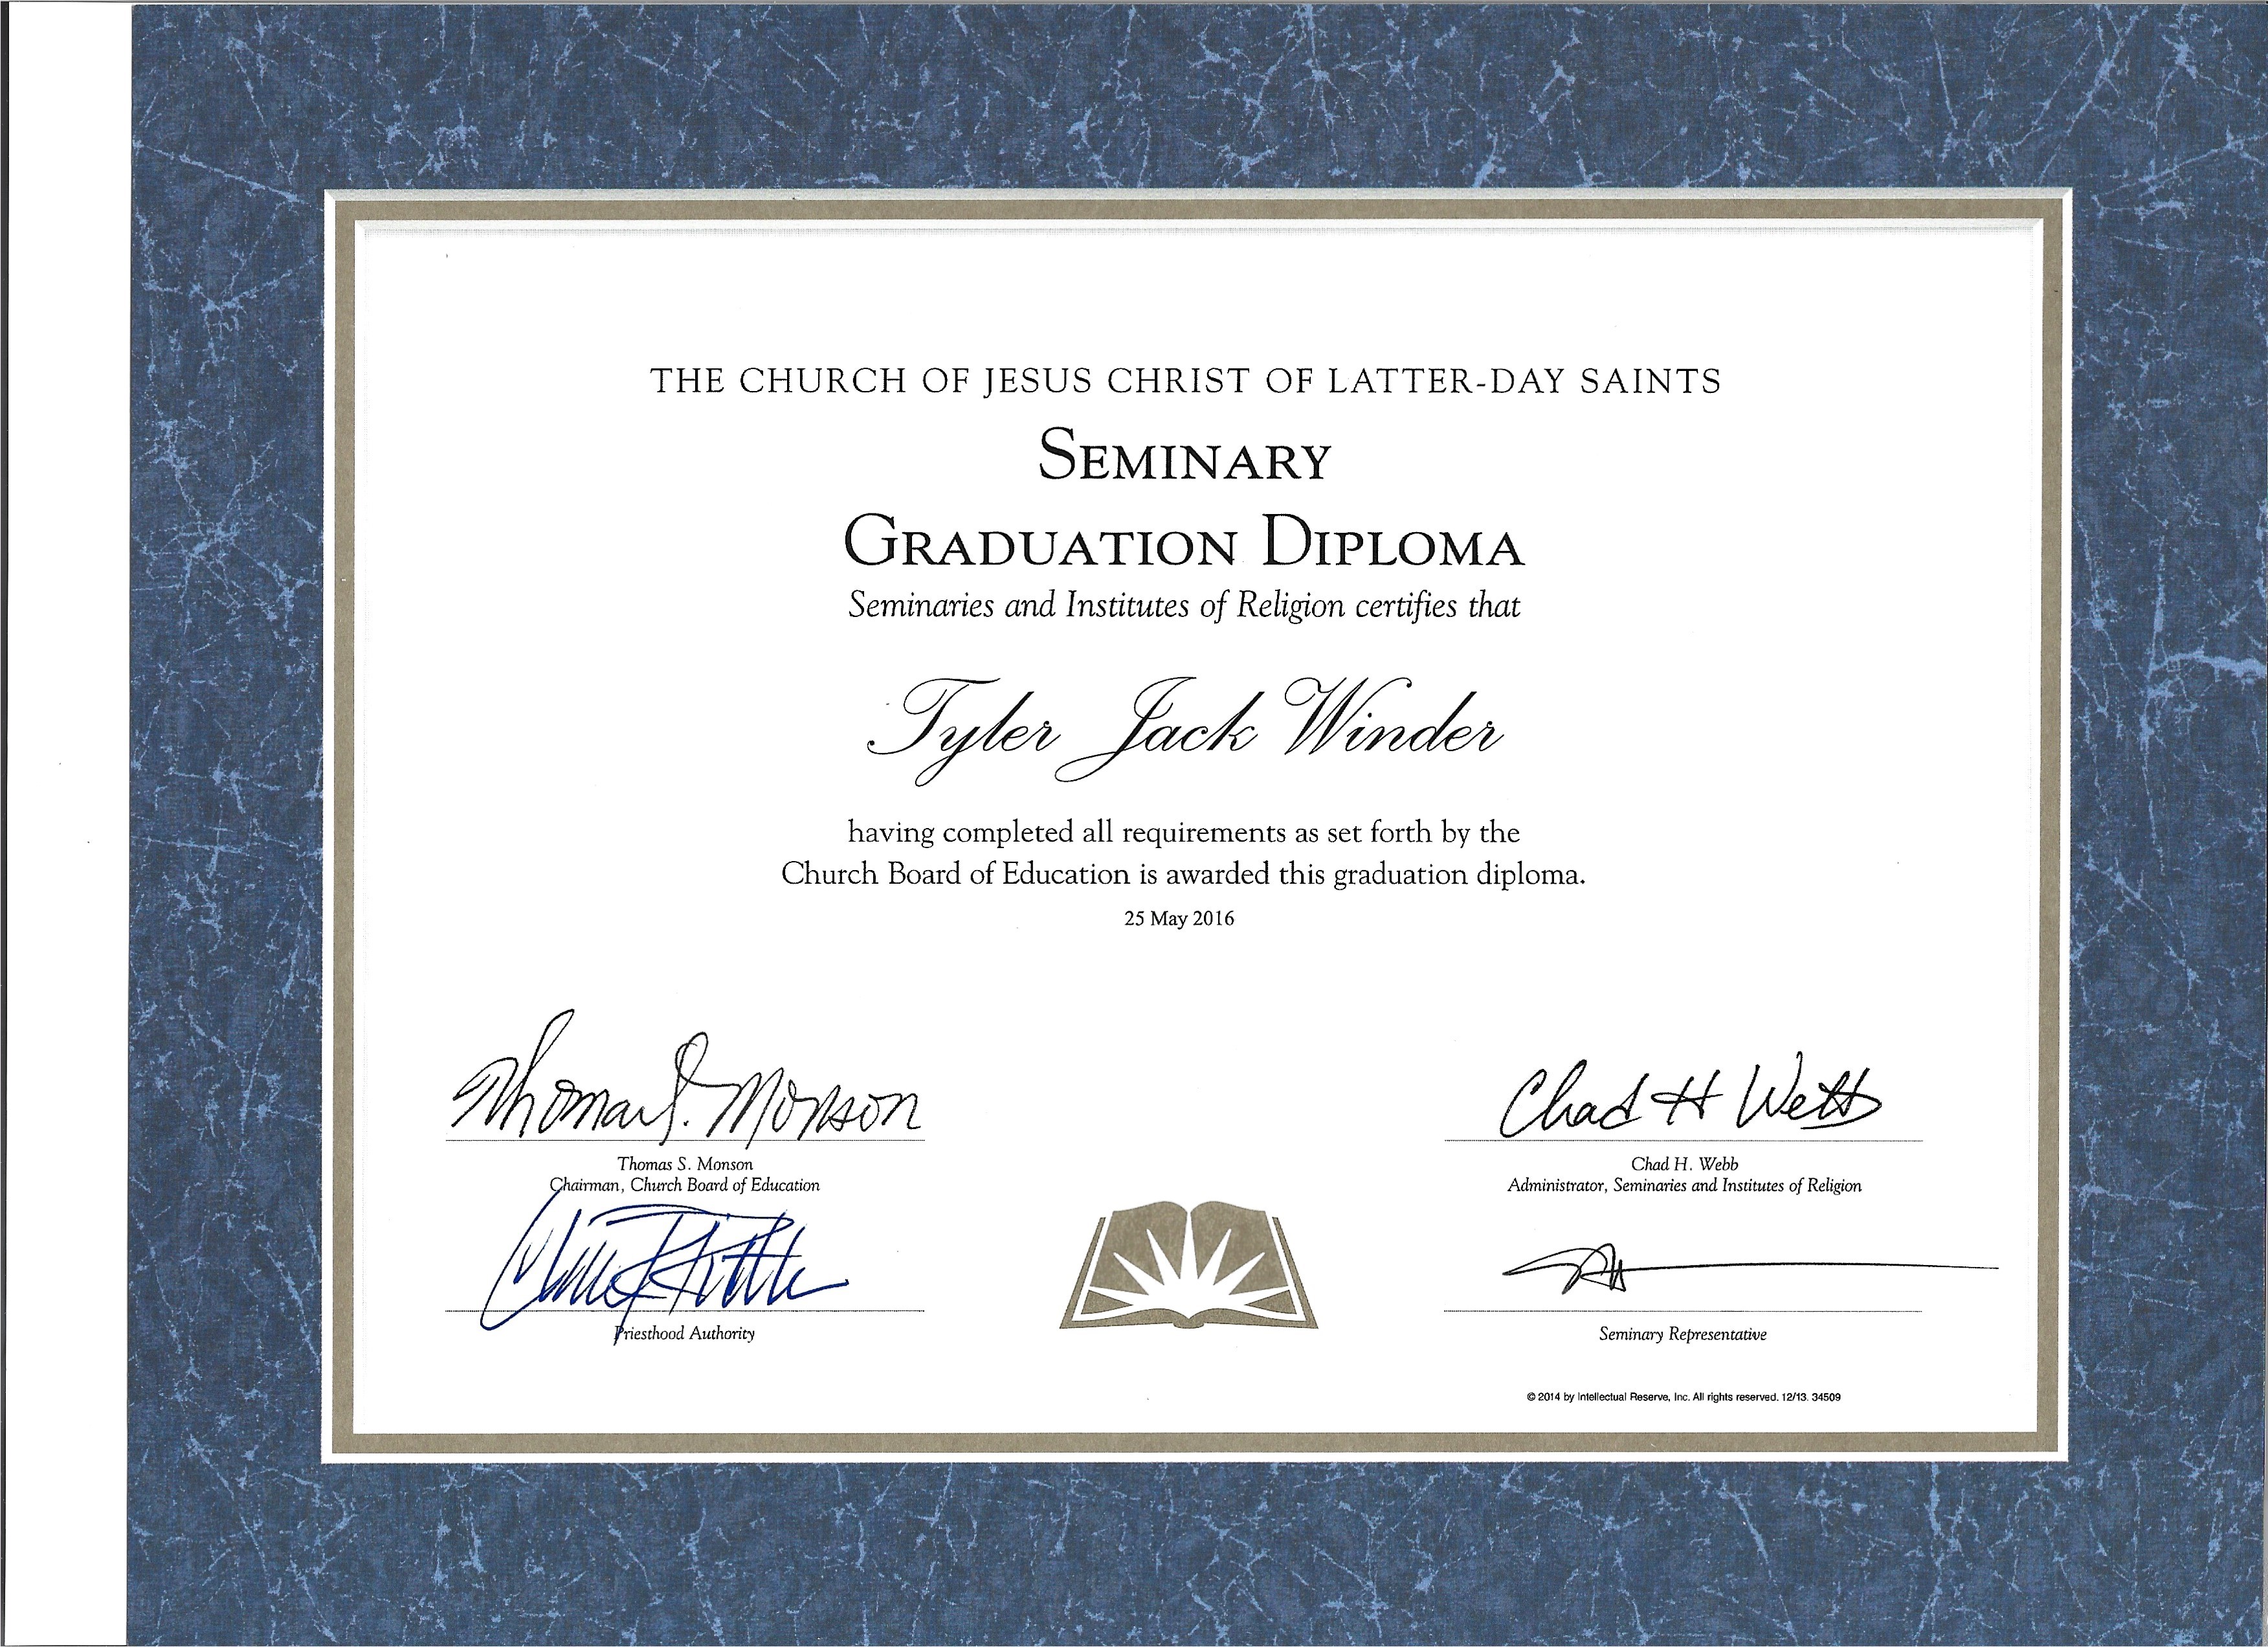 THE CHURCH OF JESUS CHRIST OF LATTER-DAY SAINTS
SEMINARY
GRADUATION DIPLOMA
Seminaries and Institutes of Religion certifies that
Tyler Jack Winder
having completed all requirements as set forth by the
Church Board of Education is awarded this graduation diploma.
25 May 2016
Thomas S. Monson
Thomas S. Monson
Chairman, Church Board of Education
Chad H Webb
Chad H. Webb
Administrator, Seminaries and Institutes of Religion
Priesthood Authority
Seminary Representative
© 2014 by Intellectual Reserve, Inc. All rights reserved. 12/13. 34509